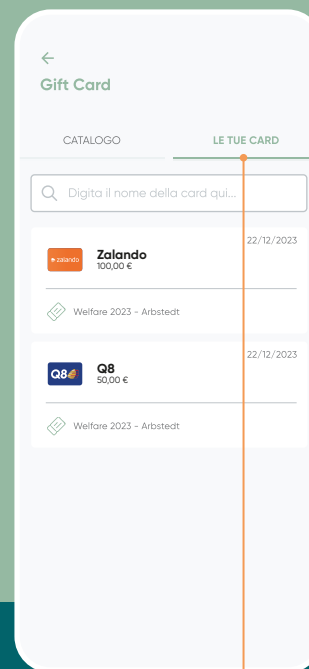 Gift Card
CATALOGO
LE TUE CARD
Digita il nome della card qui...
22/12/2023
zalando
Zalando
100,00 €
Welfare 2023 - Arbstedt
22/12/2023
Q8
Q8
50,00 €
Welfare 2023 - Arbstedt